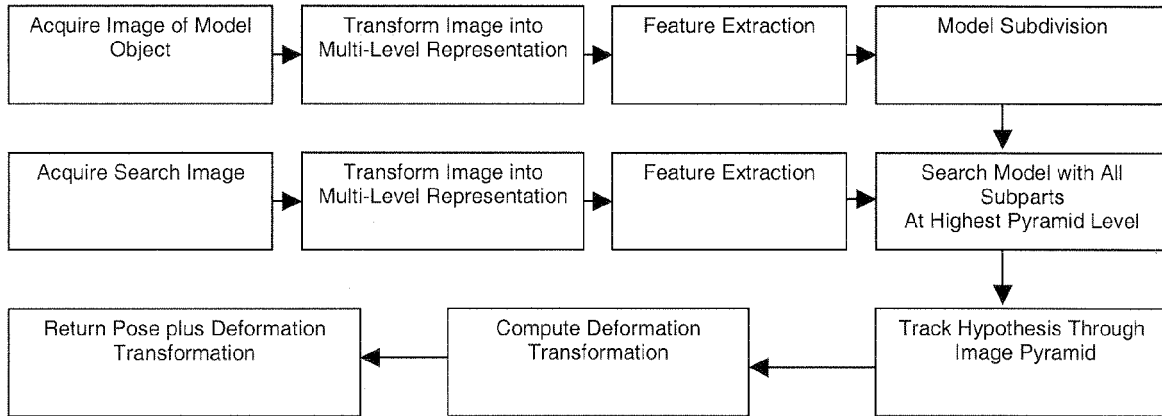 Acquire Image of Model
Object
Transform Image into
Multi-Level Representation
Feature Extraction
Model Subdivision
Acquire Search Image
Transform Image into
Multi-Level Representation
Feature Extraction
Search Model with All
Subparts
At Highest Pyramid Level
Return Pose plus Deformation
Transformation
Compute Deformation
Transformation
Track Hypothesis Through
Image Pyramid